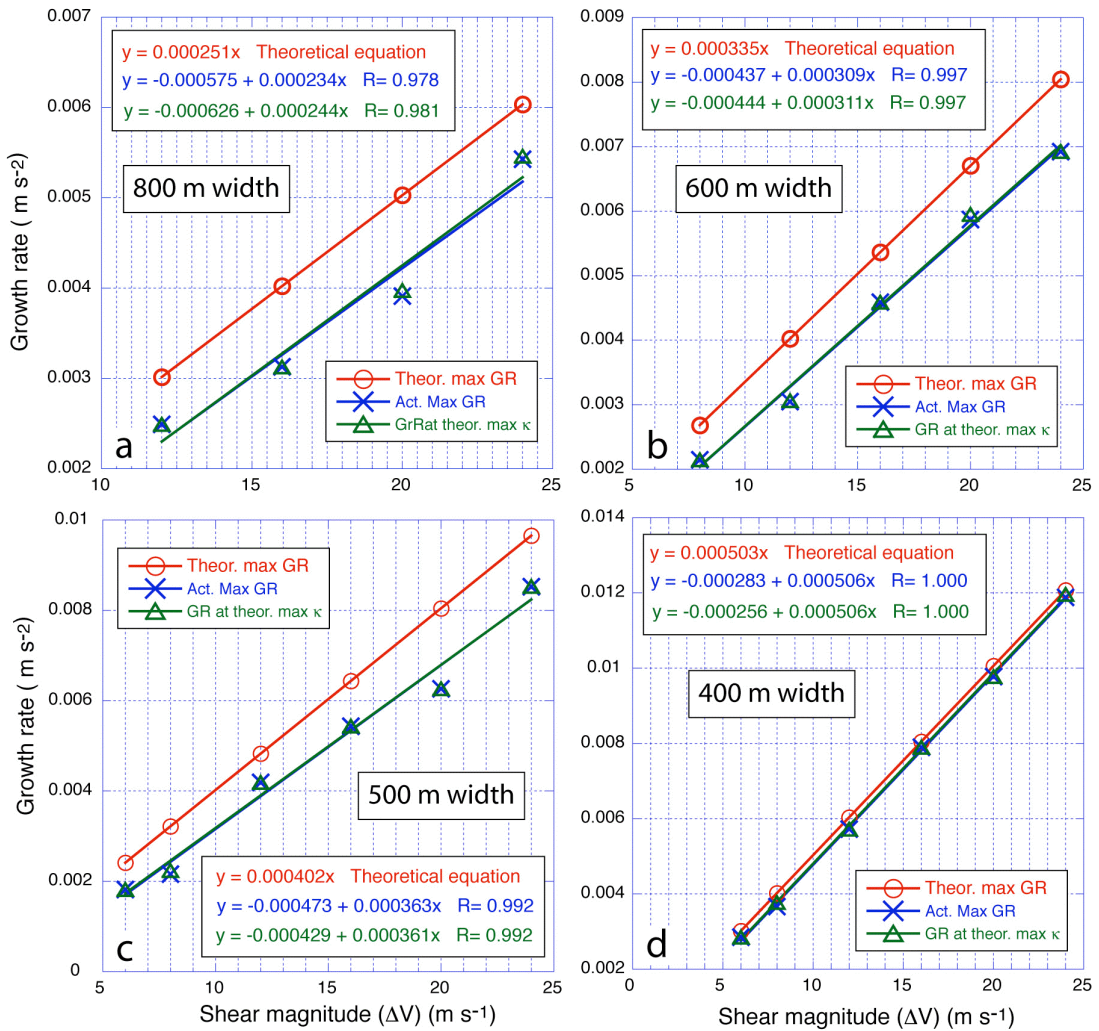 y = 0.000251x Theoretical equation
y = -0.000575 + 0.000234x R= 0.978
y = -0.000626 + 0.000244x R= 0.981
800 m width
Theor. max GR
Act. Max GR
GrRat theor. max κ
a
Growth rate ( m s-2)
0.007
0.006
0.005
0.004
0.003
0.002
10
15
20
25
y = 0.000335x Theoretical equation
y = -0.000437 + 0.000309x R= 0.997
y = -0.000444 + 0.000311x R= 0.997
600 m width
Theor. max GR
Act. Max GR
GR at theor. max κ
b
0.009
0.008
0.007
0.006
0.005
0.004
0.003
0.002
5
10
15
20
25
Theor. max GR
Act. Max GR
GR at theor. max κ
500 m width
y = 0.000402x Theoretical equation
y = -0.000473 + 0.000363x R= 0.992
y = -0.000429 + 0.000361x R= 0.992
c
Growth rate ( m s-2)
0.01
0.008
0.006
0.004
0.002
0
5
10
15
20
25
Shear magnitude (ΔV) (m s-1)
y = 0.000503x Theoretical equation
y = -0.000283 + 0.000506x R= 1.000
y = -0.000256 + 0.000506x R= 1.000
400 m width
Theor. max GR
Act. Max GR
GR at theor. max κ
d
0.014
0.012
0.01
0.008
0.006
0.004
0.002
0
5
10
15
20
25
Shear magnitude (ΔV) (m s-1)